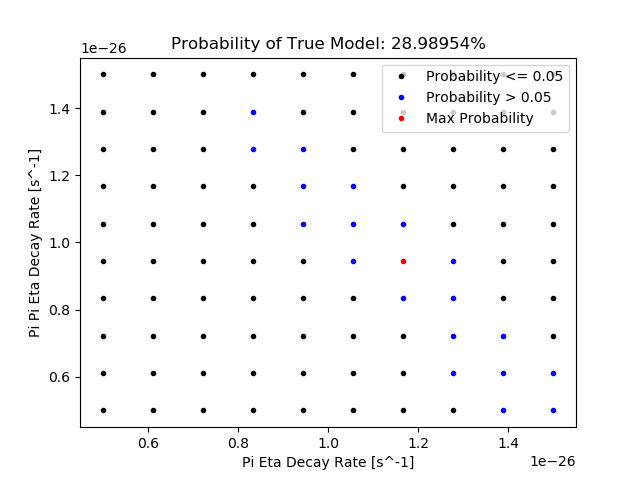 Probability of True Model: 28.98954%
1e−26
Probability <= 0.05
Probability > 0.05
Max Probability
Pi Pi Eta Decay Rate [s^-1]
1.4
1.2
1.0
0.8
0.6
0.6 0.8 1.0 1.2 1.4
Pi Eta Decay Rate [s^-1]
1e−26